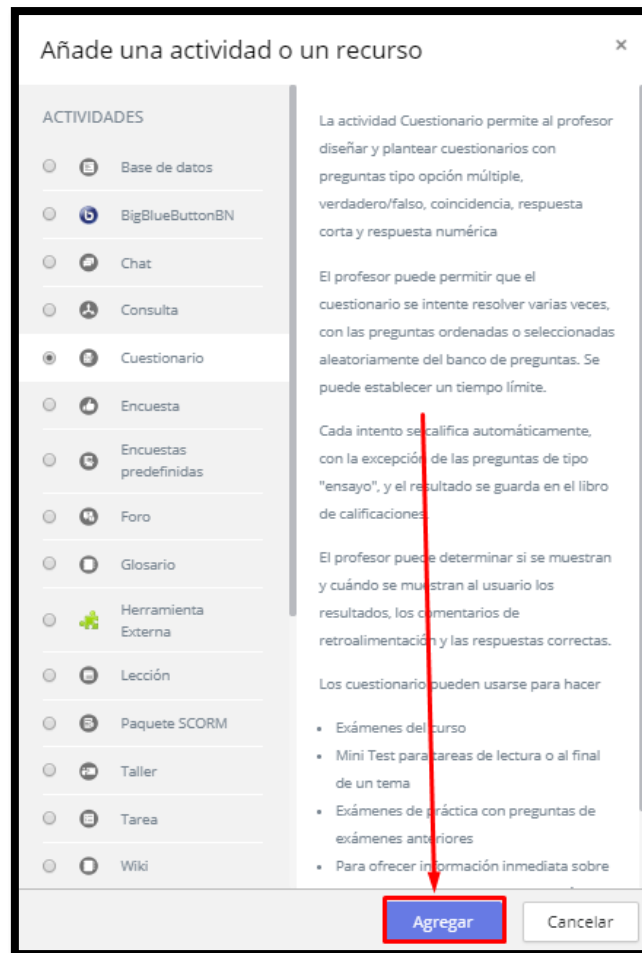 Añade una actividad o un recurso
×
ACTIVIDADES
Base de datos
BigBlueButtonBN
Chat
Consulta
Cuestionario
Encuesta
Encuestas
predefinidas
Foro
Glosario
Herramienta
Externa
Lección
Paquete SCORM
Taller
Tarea
Wiki
La actividad Cuestionario permite al profesor
diseñar y plantear cuestionarios con
preguntas tipo opción múltiple,
verdadero/falso, coincidencia, respuesta
corta y respuesta numérica
El profesor puede permitir que el
cuestionario se intente resolver varias veces,
con las preguntas ordenadas o seleccionadas
aleatoriamente del banco de preguntas. Se
puede establecer un tiempo límite.
Cada intento se califica automáticamente,
con la excepción de las preguntas de tipo
"ensayo", y el resultado se guarda en el libro
de calificaciones.
El profesor puede determinar si se muestran
y cuándo se muestran al usuario los
resultados, los comentarios de
retroalimentación y las respuestas correctas.
Los cuestionario pueden usarse para hacer
• Exámenes del curso
• Mini Test para tareas de lectura o al final
de un tema
• Exámenes de práctica con preguntas de
exámenes anteriores
• Para ofrecer información inmediata sobre
Agregar
Cancelar